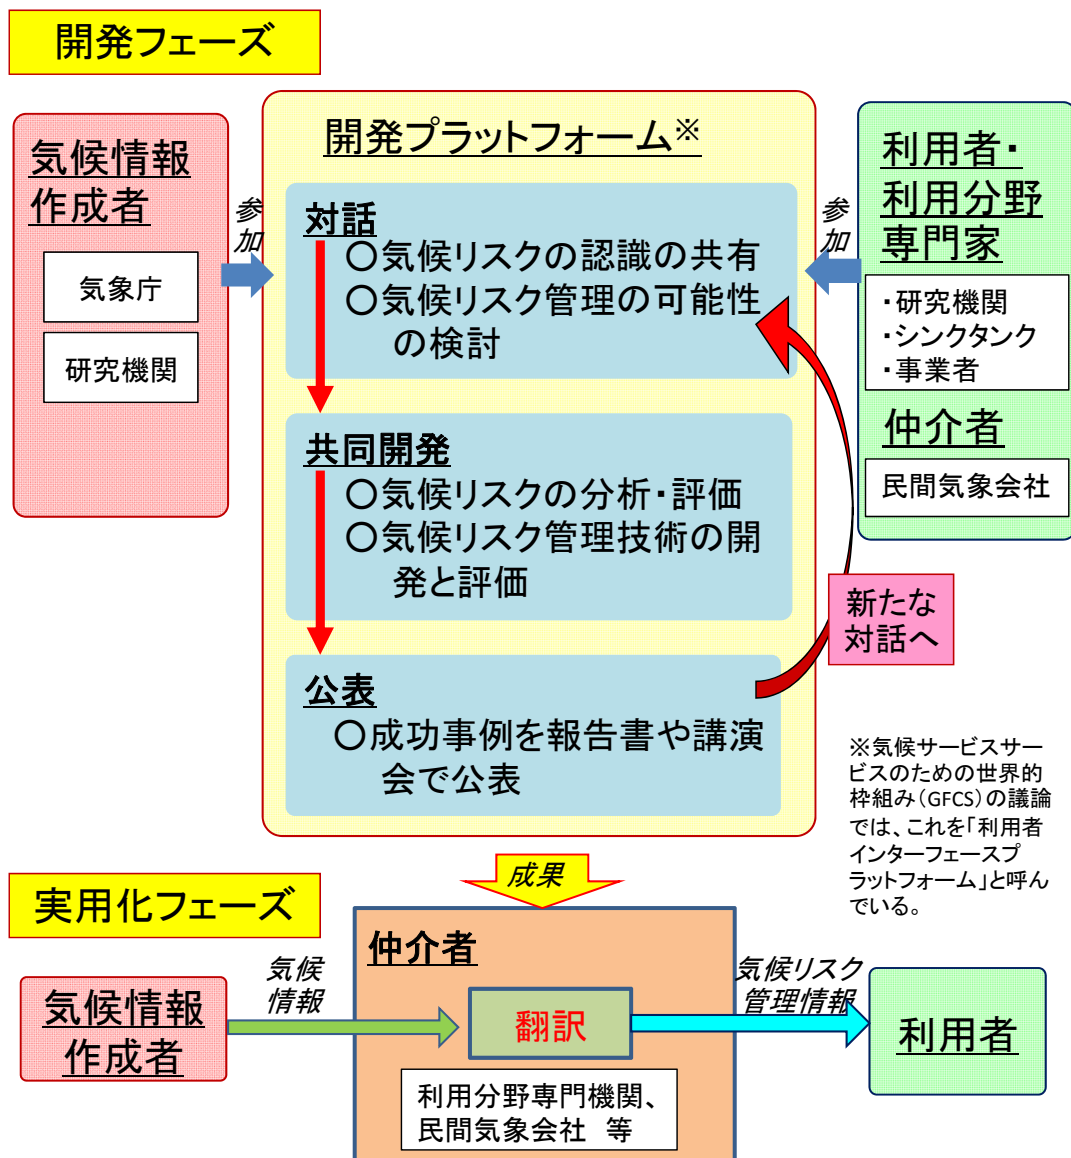 開発フェーズ
気候情報
作成者
気象庁
研究機関
参
加
開発プラットフォーム※
対話
○気候リスクの認識の共有
○気候リスク管理の可能性
の検討
共同開発
○気候リスクの分析・評価
○気候リスク管理技術の開
発と評価
公表
○成功事例を報告書や講演
会で公表
参
加
利用者・
利用分野
専門家
・研究機関
・シンクタンク
・事業者
仲介者
民間気象会社
新たな
対話へ
※気候サービスサー
ビスのための世界的
枠組み(GFCS)の議論
では、これを「利用者
インターフェースプ
ラットフォーム」と呼ん
でいる。
成果
実用化フェーズ
気候情報
作成者
気候
情報
仲介者
翻訳
利用分野専門機関、
民間気象会社 等
気候リスク
管理情報
利用者